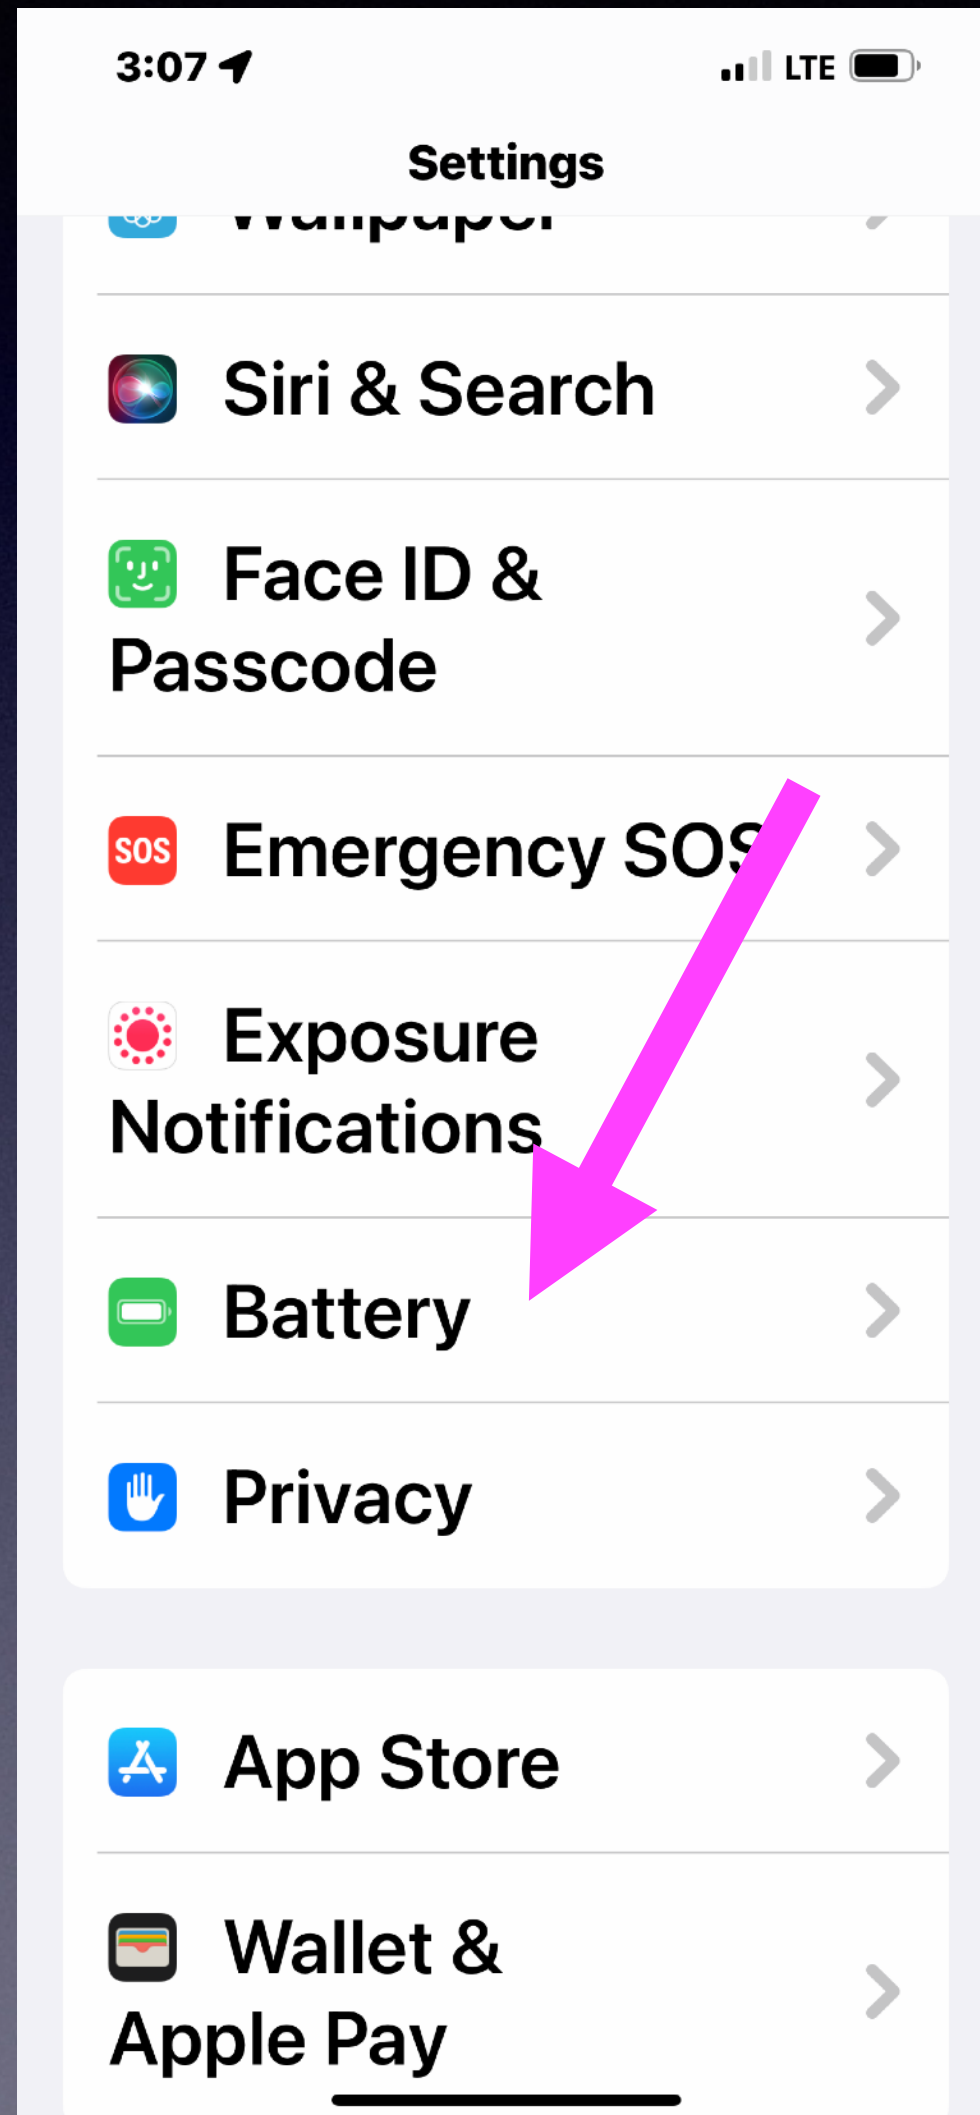 3:07
LTE
Settings
Wallpaper
Siri & Search
Face ID &
Passcode
SOS
Emergency SOS
Exposure
Notifications
Battery
Privacy
App Store
Wallet &
Apple Pay